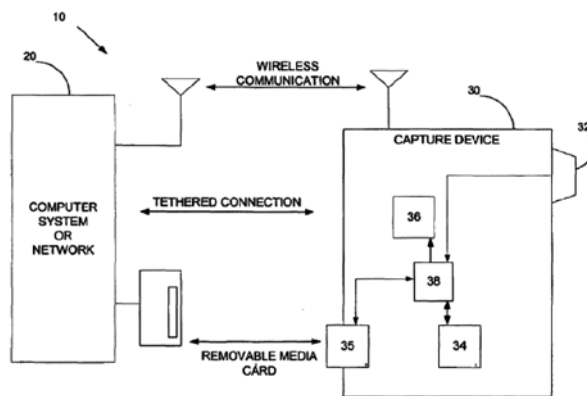 10
20
WIRELESS
COMMUNICATION
30
32
CAPTURE DEVICE
COMPUTER
SYSTEM
OR
NETWORK
TETHERED CONNECTION
36
38
35
34
REMOVABLE MEDIA
CÁRD